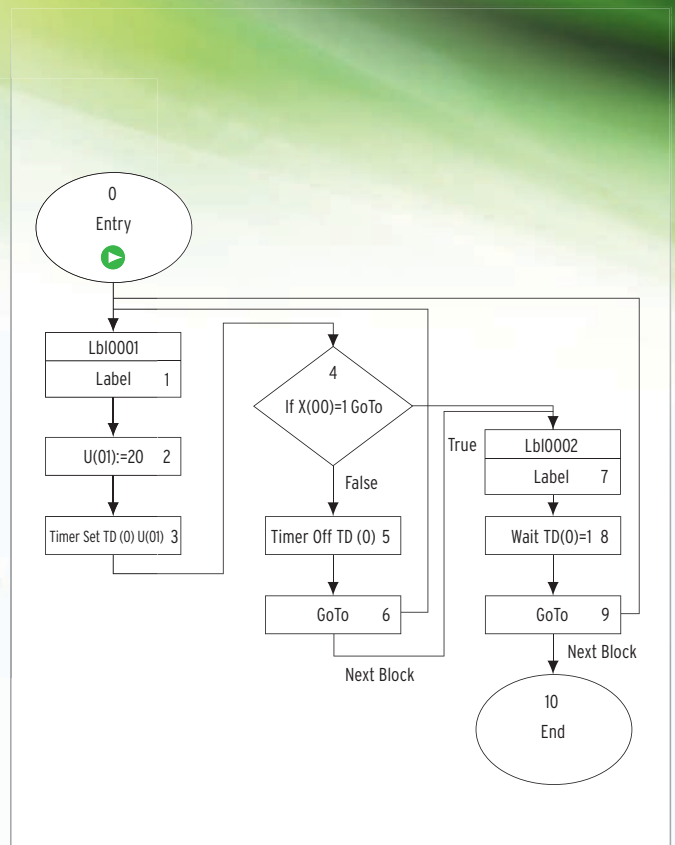 0
Entry
Lbl0001
Label 1
U(01):=20 2
Timer Set TD (0) U(01) 3
4
If X(00)=1 GoTo
True
False
Timer Off TD (0) 5
GoTo 6
Next Block
Lbl0002
Label 7
Wait TD(0)=1 8
GoTo 9
Next Block
10
End